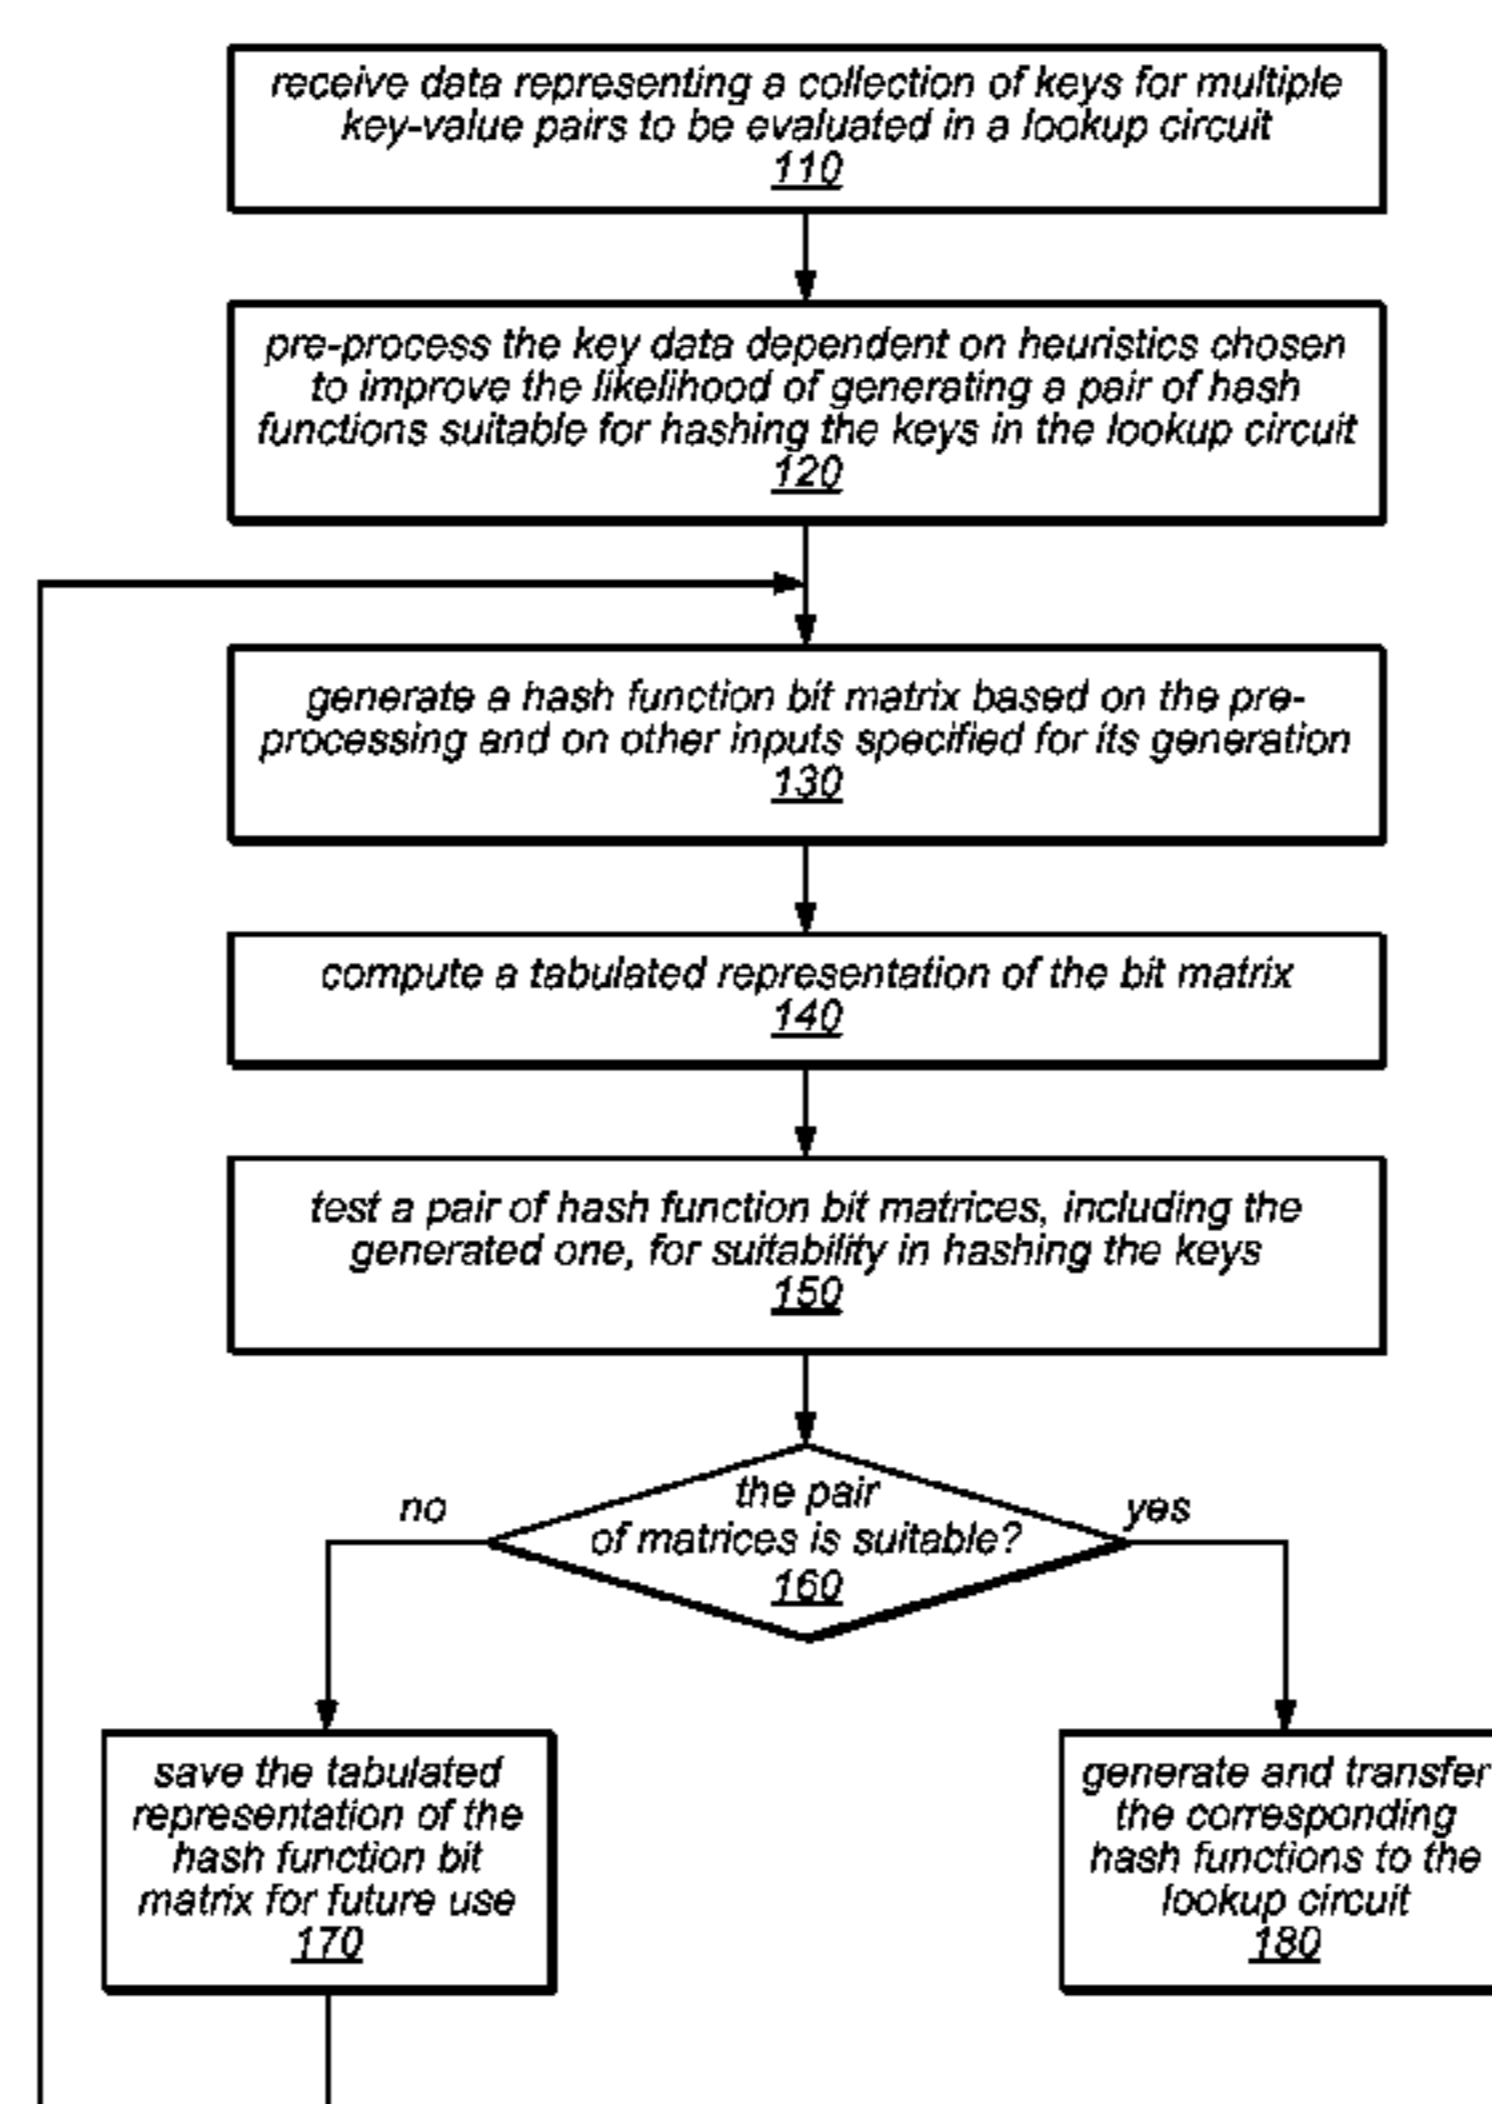 receive data representing a collection of keys for multiple
key-value pairs to be evaluated in a lookup circuit
110
pre-process the key data dependent on heuristics chosen
to improve the likelihood of generating a pair of hash
functions suitable for hashing the keys in the lookup circuit
120
generate a hash function bit matrix based on the pre-
processing and on other inputs specified for its generation
130
compute a tabulated representation of the bit matrix
140
test a pair of hash function bit matrices, including the
generated one, for suitability in hashing the keys
150
the pair
of matrices is suitable?
160
no
yes
save the tabulated
representation of the
hash function bit
matrix for future use
170
generate and transfer
the corresponding
hash functions to the
lookup circuit
180